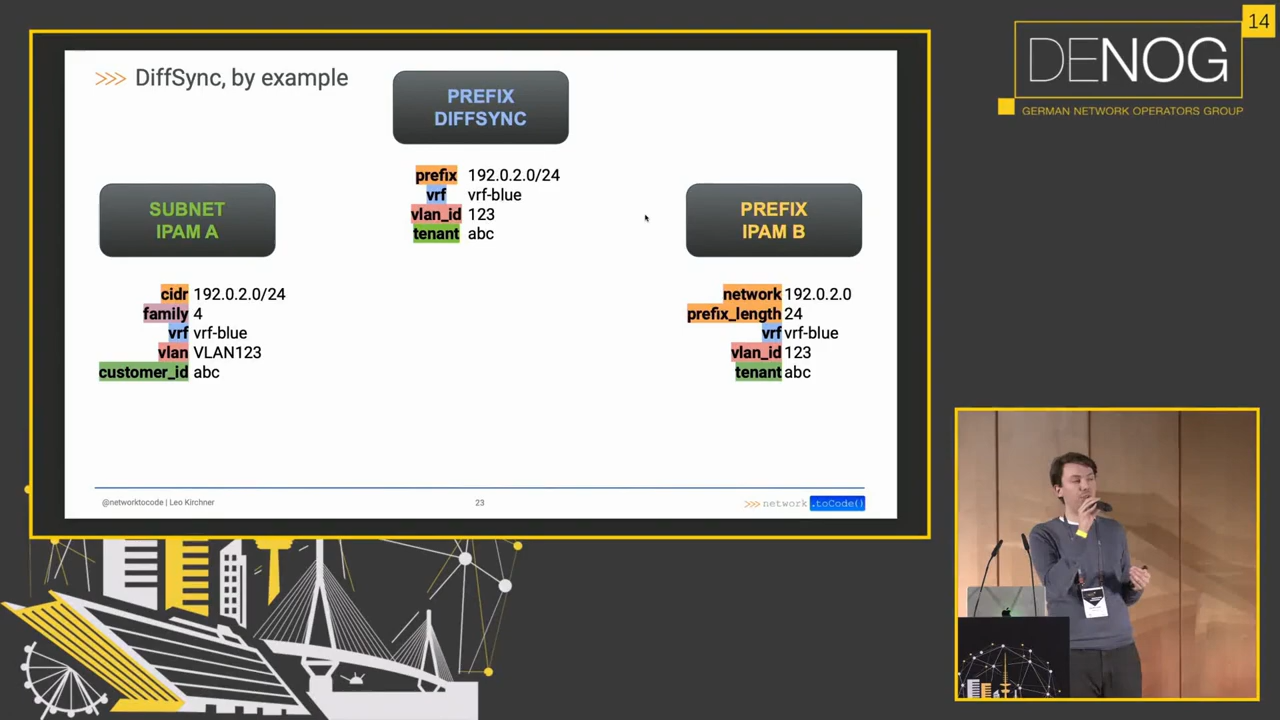 14
DENOG
GERMAN NETWORK OPERATORS GROUP
>>> DiffSync, by example
PREFIX
DIFFSYNC
prefix 192.0.2.0/24
vrf vrf-blue
vlan_id 123
tenant abc
SUBNET
IPAM A
cidr 192.0.2.0/24
family 4
vrf vrf-blue
vlan VLAN123
customer_id abc
PREFIX
IPAM B
network 192.0.2.0
prefix_length 24
vrf vrf-blue
vlan_id 123
tenant abc
@networktocode | Leo Kirchner
23
>>> network .toCode()